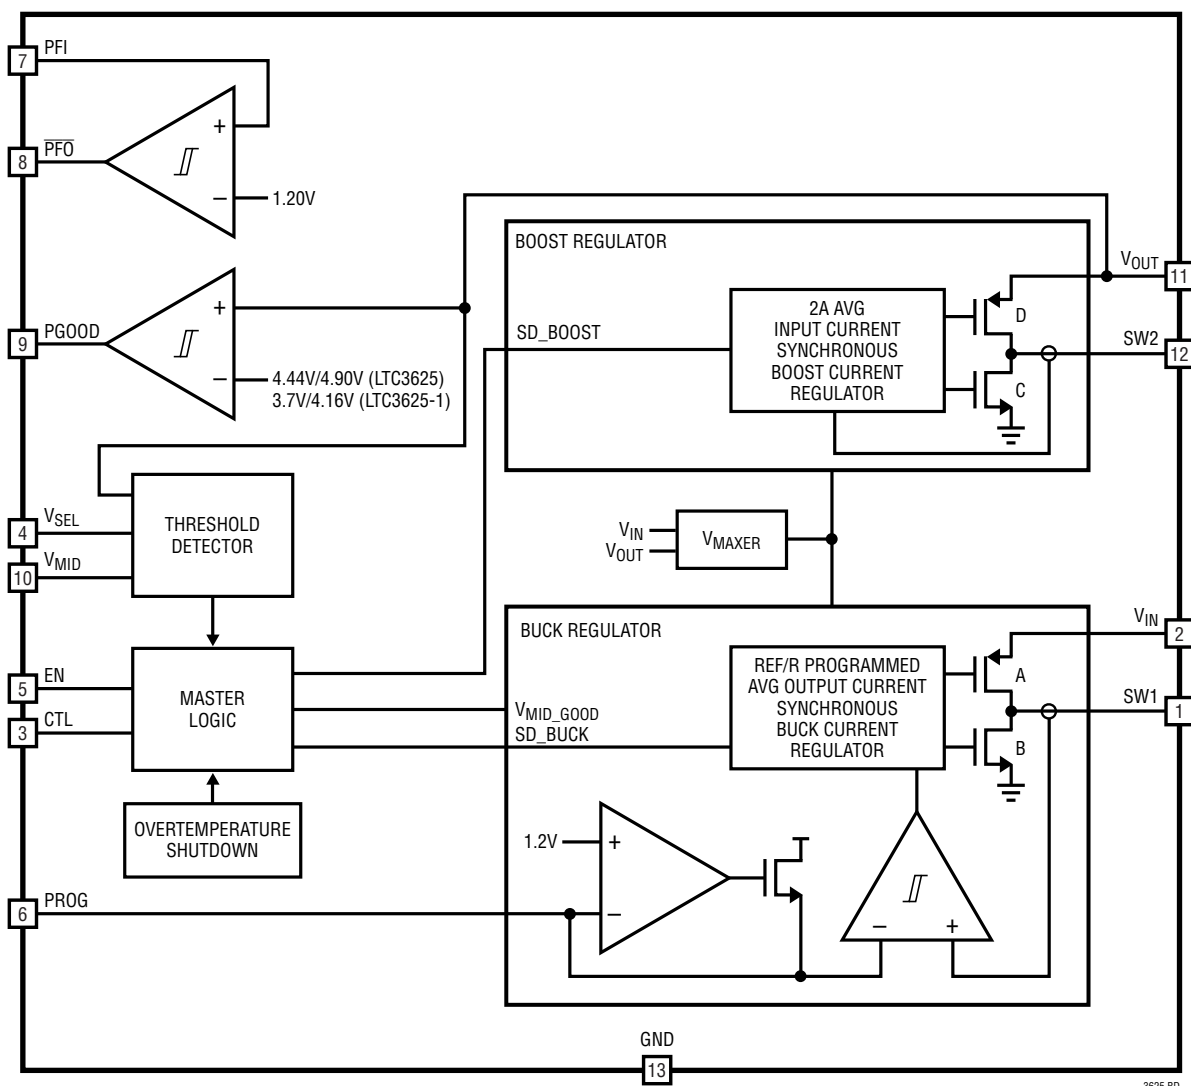 7
PFI
+
8
PFO
–
1.20V
BOOST REGULATOR
VOUT
11
+
2A AVG
INPUT CURRENT
SYNCHRONOUS
BOOST CURRENT
REGULATOR
D
9
PGOOD
SD_BOOST
SW2
12
–
4.44V/4.90V (LTC3625)
3.7V/4.16V (LTC3625-1)
C
4
VSEL
10
VMID
THRESHOLD
DETECTOR
VIN
VOUT
VMAXER
BUCK REGULATOR
VIN
2
5
EN
3
CTL
MASTER
LOGIC
REF/R PROGRAMMED
AVG OUTPUT CURRENT
SYNCHRONOUS
BUCK CURRENT
REGULATOR
A
SW1
1
VMID_GOOD
SD_BUCK
B
OVERTEMPERATURE
SHUTDOWN
1.2V
+
6
PROG
–
–
+
GND
13
3625 BD